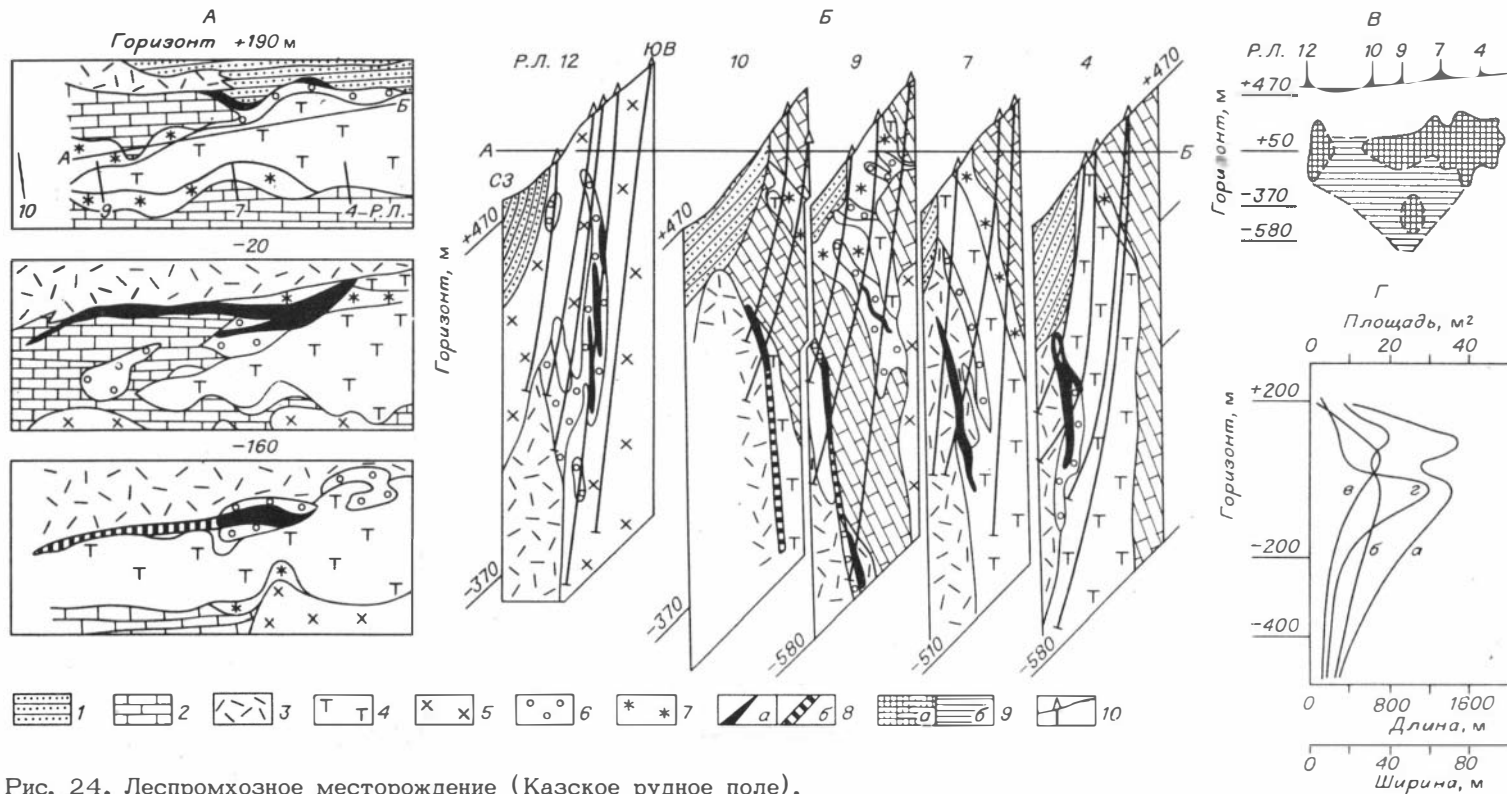 А
Горизонт +190 м
Б
А
10
9
7
4-Р.Л.
-20
-160
Б
Р.Л. 12
ЮВ
10
9
7
4
+470
А
Б
СЗ
+470
+470
Горизонт, м
-370
-370
-580
-510
-580
В
Р.Л. 12 10 9 7 4
+470
+50
-370
-580
Горизонт, м
Г
Площадь, м²
0 20 40
+200
-200
-400
Горизонт, м
в
г
б
а
0 800 1600
Длина, м
0 40 80
Ширина, м
1 2 3 4 5 6 7 а б 8 а б 9 10
Рис. 24. Леспромхозное месторождение (Казское рудное поле).